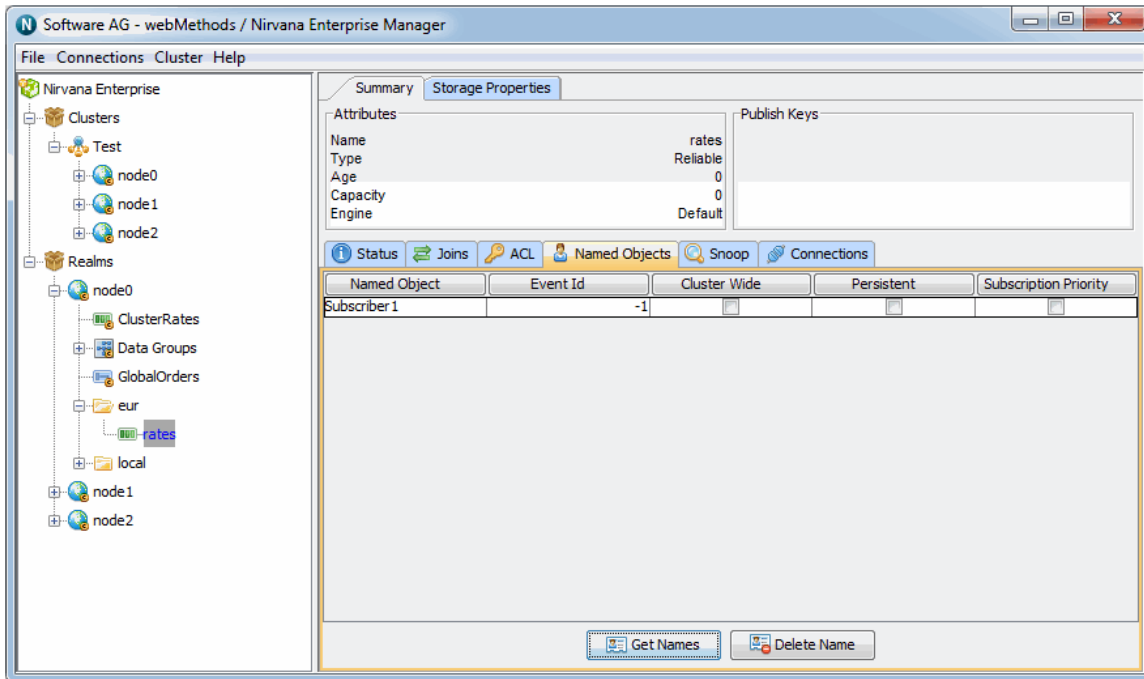 Software AG - webMethods / Nirvana Enterprise Manager
File Connections Cluster Help
Nirvana Enterprise
Clusters
Test
node0
node1
node2
Realms
node0
ClusterRates
Data Groups
GlobalOrders
eur
rates
local
node1
node2
Summary Storage Properties
Attributes
Name rates
Type Reliable
Age 0
Capacity 0
Engine Default
Publish Keys
Status Joins ACL Named Objects Snoop Connections
Named Object Event Id Cluster Wide Persistent Subscription Priority
Subscriber1 -1
Get Names Delete Name